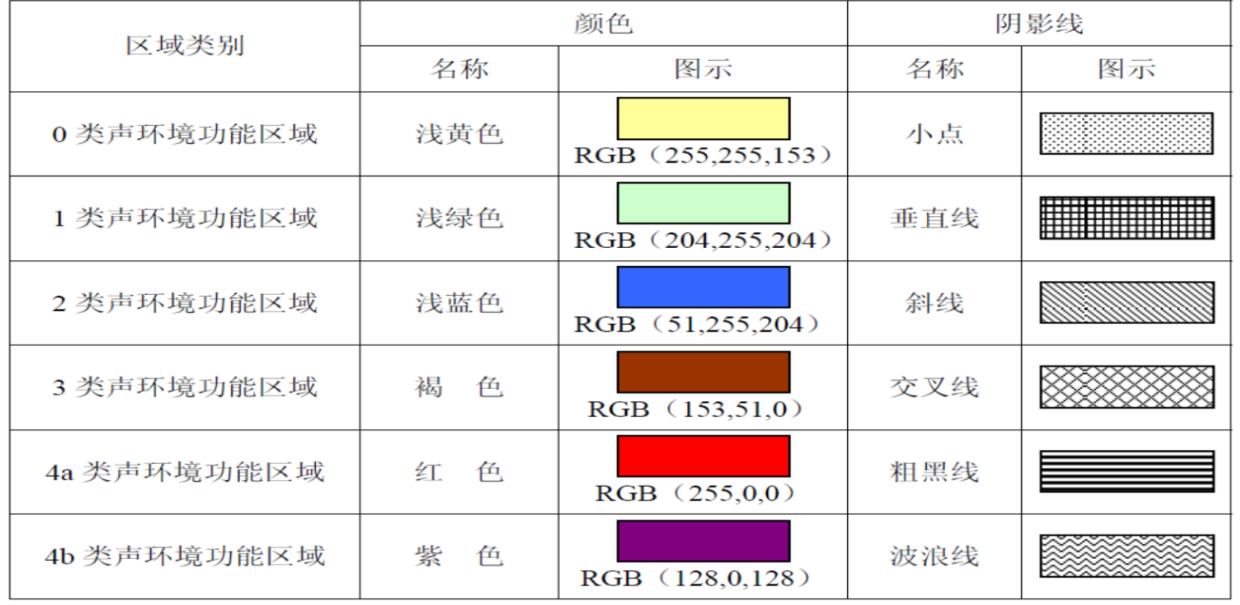 区域类别
颜色
阴影线
名称
图示
名称
图示
0 类声环境功能区域
浅黄色
RGB（255,255,153）
小点
1 类声环境功能区域
浅绿色
RGB（204,255,204）
垂直线
2 类声环境功能区域
浅蓝色
RGB（51,255,204）
斜线
3 类声环境功能区域
褐 色
RGB（153,51,0）
交叉线
4a 类声环境功能区域
红 色
RGB（255,0,0）
粗黑线
4b 类声环境功能区域
紫 色
RGB（128,0,128）
波浪线